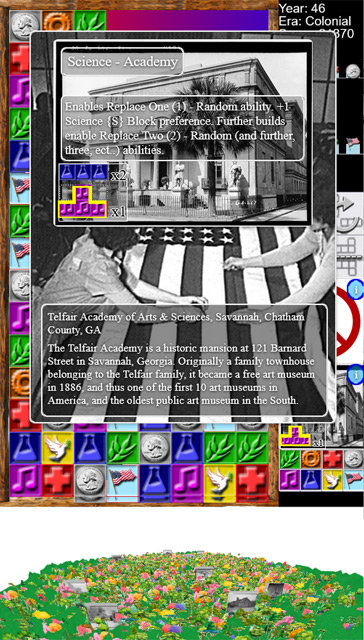 Year: 46
Era: Colonial
Science - Academy
Enables Replace One (1) - Random ability. +1
Science {S} Block preference. Further builds
enable Replace Two (2) - Random (and further,
three, ect..) abilities.
x2
x1
Telfair Academy of Arts & Sciences, Savannah, Chatham
County, GA
The Telfair Academy is a historic mansion at 121 Barnard
Street in Savannah, Georgia. Originally a family townhouse
belonging to the Telfair family, it became a free art museum
in 1886, and thus one of the first 10 art museums in
America, and the oldest public art museum in the South.
x1